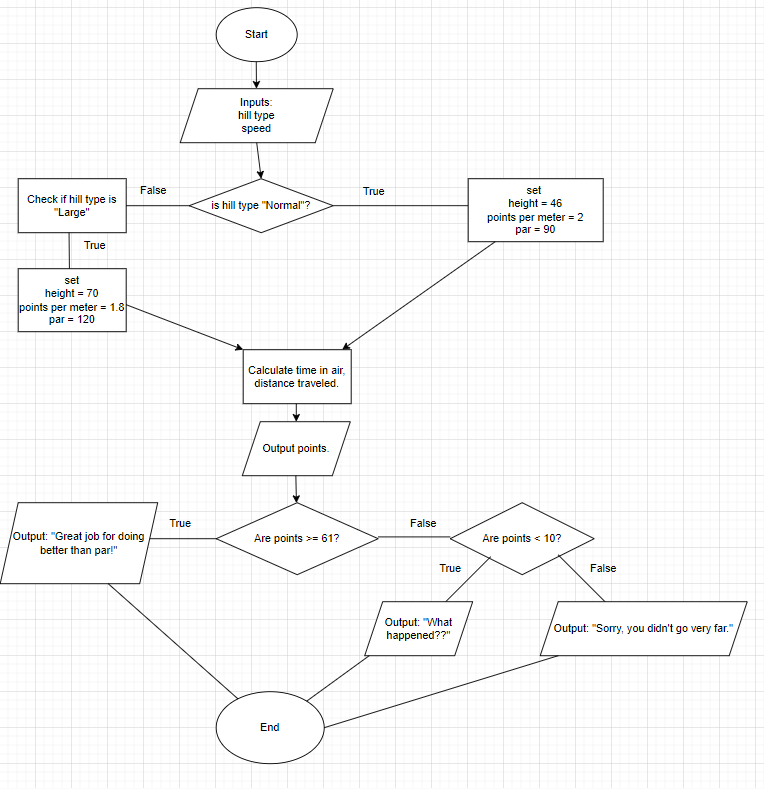 Start
Inputs:
hill type
speed
False
True
Check if hill type is
"Large"
is hill type "Normal"?
set
height = 46
points per meter = 2
par = 90
True
set
height = 70
points per meter = 1.8
par = 120
Calculate time in air,
distance traveled.
Output points.
True
False
Output: "Great job for doing
better than par!"
Are points >= 61?
Are points < 10?
True
False
Output: "What
happened??"
Output: "Sorry, you didn't go very far."
End